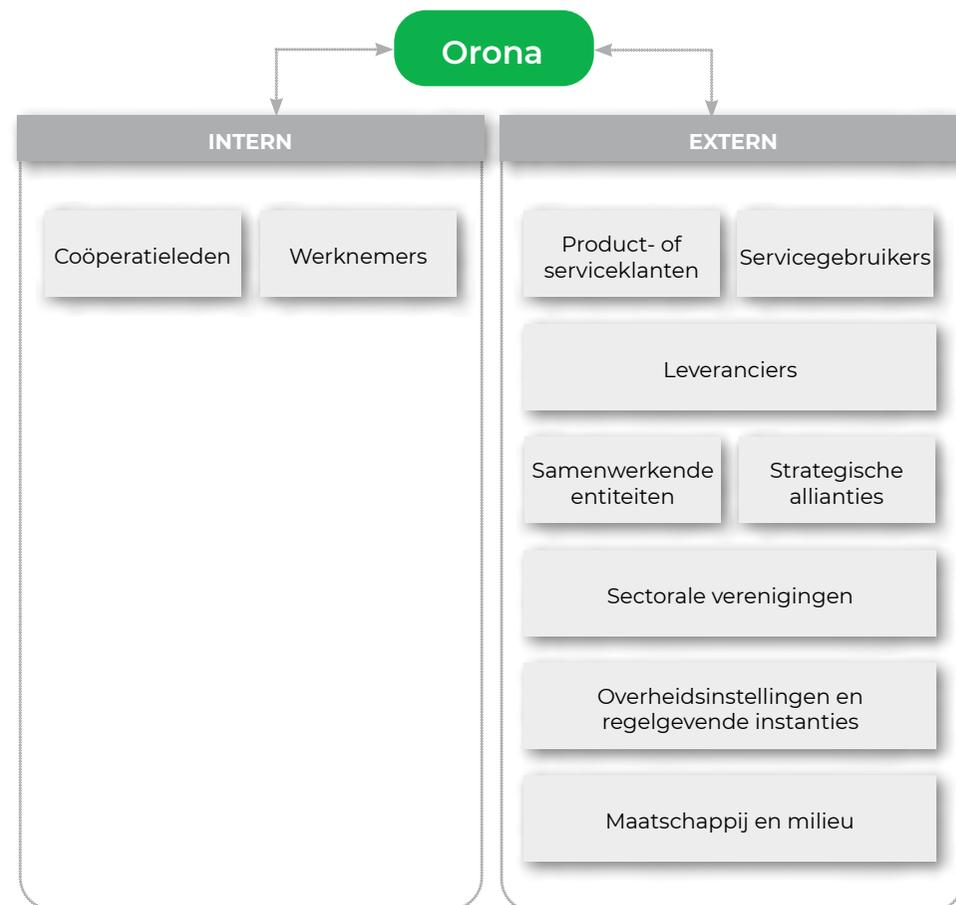 Orona
INTERN
EXTERN
Coöperatieleden
Werknemers
Product- of
serviceklanten
Servicegebruikers
Leveranciers
Samenwerkende
entiteiten
Strategische
allianties
Sectorale verenigingen
Overheidsinstellingen en
regelgevende instanties
Maatschappij en milieu